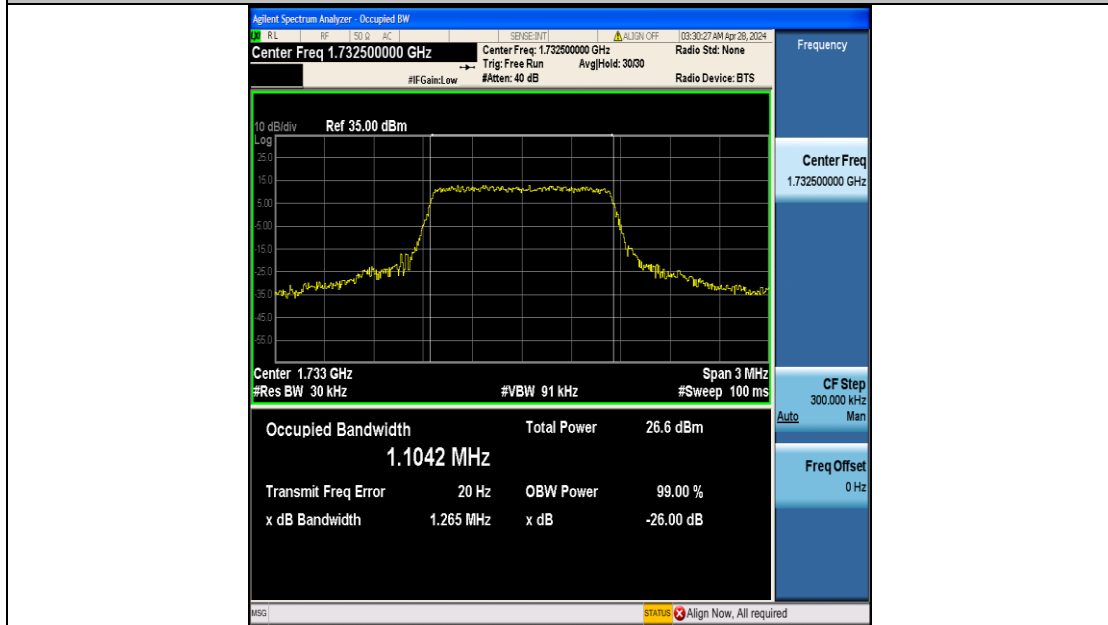 Agilent Spectrum Analyzer - Occupied BW
RL RF 50 Ω AC SENSE:INT ALIGN OFF 03:30:27 AM Apr 28, 2024
Center Freq 1.732500000 GHz
Center Freq: 1.732500000 GHz
Radio Std: None
Trig: Free Run Avg|Hold: 30/30
#IFGain:Low
#Atten: 40 dB
Radio Device: BTS
10 dB/div Ref 35.00 dBm
Log
25.0
15.0
5.00
-5.00
-15.0
-25.0
-35.0
-45.0
-55.0
Center 1.733 GHz Span 3 MHz
#Res BW 30 kHz #VBW 91 kHz #Sweep 100 ms
Occupied Bandwidth Total Power 26.6 dBm
1.1042 MHz
Transmit Freq Error 20 Hz OBW Power 99.00 %
x dB Bandwidth 1.265 MHz x dB -26.00 dB
MSG STATUS Align Now, All required
Frequency
Center Freq
1.732500000 GHz
CF Step
300.000 kHz
Auto Man
Freq Offset
0 Hz